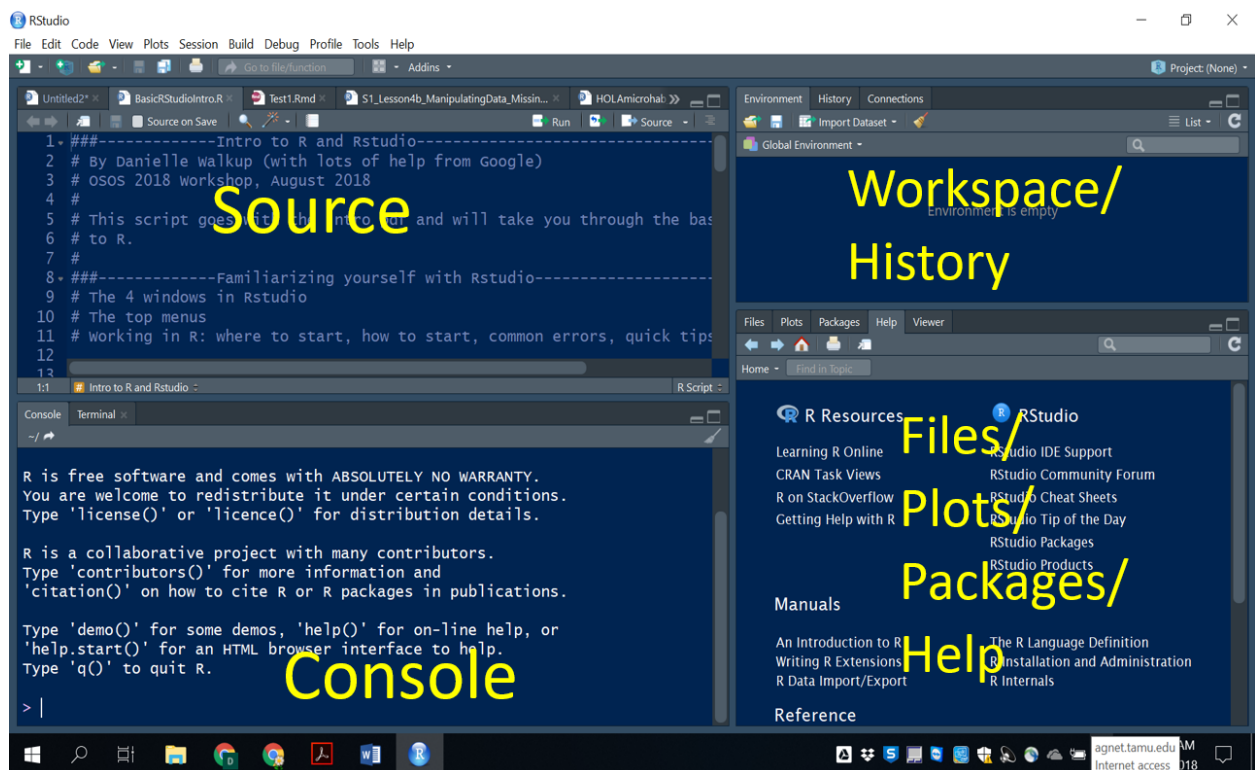 RStudio
File Edit Code View Plots Session Build Debug Profile Tools Help
Go to file/function Addins Project: (None)
Untitled2* BasicRStudioIntro.R Test1.Rmd S1_Lesson4b_ManipulatingData_Missin... HOLAmicrohab
Source on Save Run Source
1 ###-------------Intro to R and Rstudio--------------------------------
2 # By Danielle Walkup (with lots of help from Google)
3 # OSOS 2018 Workshop, August 2018
4 #
5 # This script goes with the and will take you through the bas
6 # to R.
7 #
8 ###-------------Familiarizing yourself with Rstudio--------------------
9 # The 4 windows in Rstudio
10 # The top menus
11 # Working in R: where to start, how to start, common errors, quick tips
12
13
Source
1:1 # Intro to R and Rstudio R Script
Console Terminal
~/
R is free software and comes with ABSOLUTELY NO WARRANTY.
You are welcome to redistribute it under certain conditions.
Type 'license()' or 'licence()' for distribution details.
R is a collaborative project with many contributors.
Type 'contributors()' for more information and
'citation()' on how to cite R or R packages in publications.
Type 'demo()' for some demos, 'help()' for on-line help, or
'help.start()' for an HTML browser interface to help.
Type 'q()' to quit R.
>
Console
Environment History Connections
Import Dataset List
Global Environment
Environment is empty
Workspace/
History
Files Plots Packages Help Viewer
Home Find in Topic
R Resources RStudio
Learning R Online RStudio IDE Support
CRAN Task Views RStudio Community Forum
R on StackOverflow RStudio Cheat Sheets
Getting Help with R RStudio Tip of the Day
RStudio Packages
RStudio Products
Manuals
An Introduction to R The R Language Definition
Writing R Extensions R Installation and Administration
R Data Import/Export R Internals
Reference
Files/
Plots/
Packages/
Help
agnet.tamu.edu AM
Internet access 018